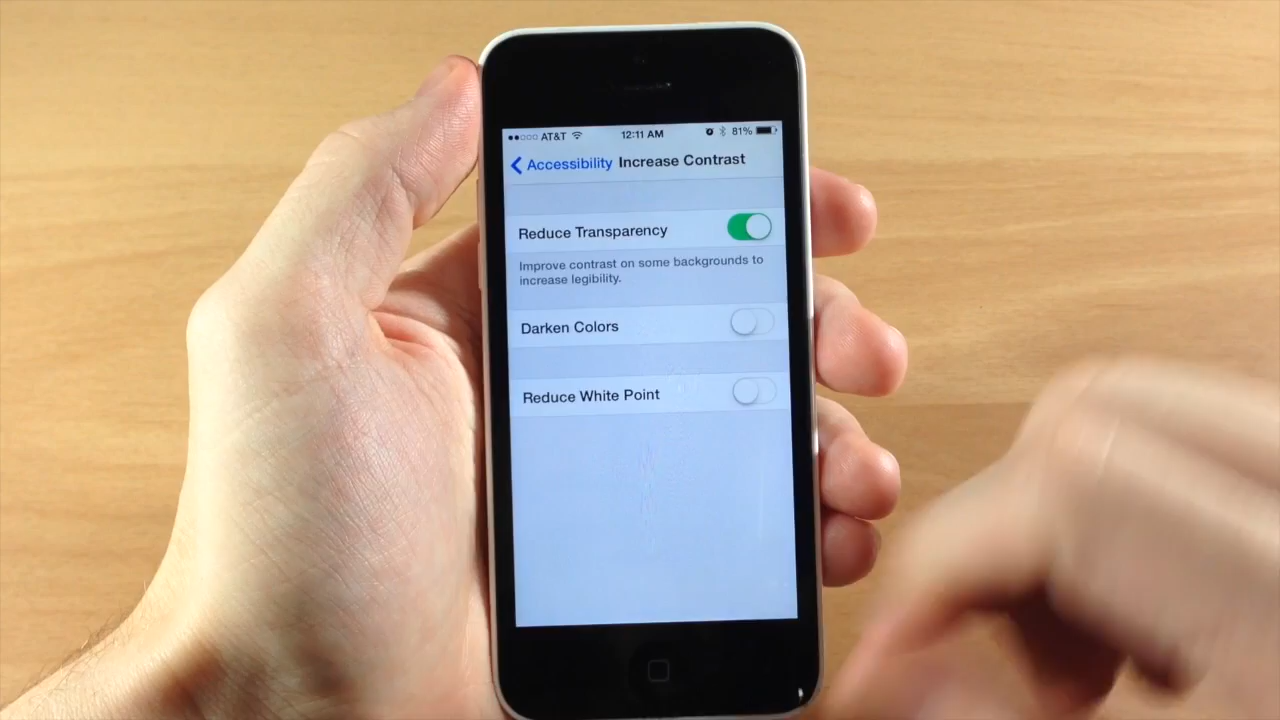 AT&T 12:11 AM 81%
Accessibility Increase Contrast
Reduce Transparency
Improve contrast on some backgrounds to
increase legibility.
Darken Colors
Reduce White Point